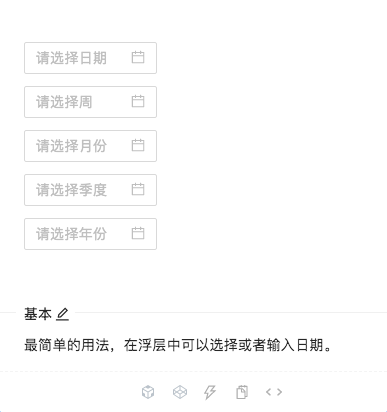 请选择日期
请选择周
请选择月份
请选择季度
请选择年份
基本
最简单的用法，在浮层中可以选择或者输入日期。